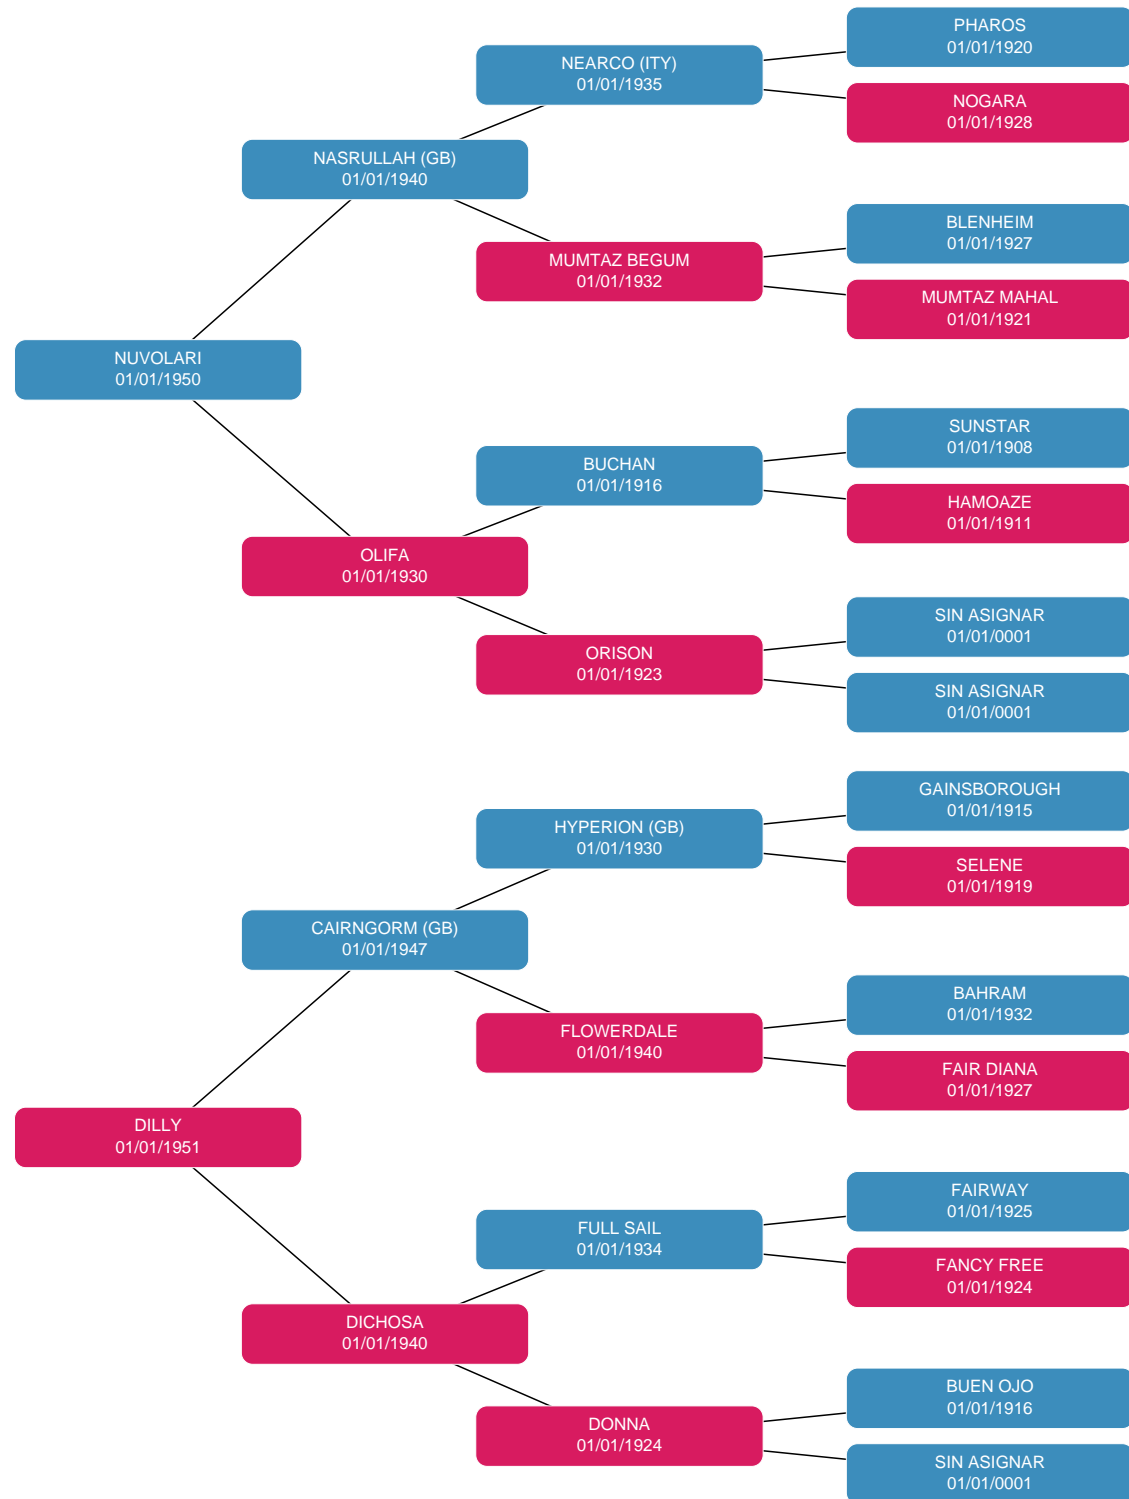 PHAROS
01/01/1920
NEARCO (ITY)
01/01/1935
NOGARA
01/01/1928
NASRULLAH (GB)
01/01/1940
BLENHEIM
01/01/1927
MUMTAZ BEGUM
01/01/1932
MUMTAZ MAHAL
01/01/1921
NUVOLARI
01/01/1950
SUNSTAR
01/01/1908
BUCHAN
01/01/1916
HAMOAZE
01/01/1911
OLIFA
01/01/1930
SIN ASIGNAR
01/01/0001
ORISON
01/01/1923
SIN ASIGNAR
01/01/0001
GAINSBOROUGH
01/01/1915
HYPERION (GB)
01/01/1930
SELENE
01/01/1919
CAIRNGORM (GB)
01/01/1947
BAHRAM
01/01/1932
FLOWERDALE
01/01/1940
FAIR DIANA
01/01/1927
DILLY
01/01/1951
FAIRWAY
01/01/1925
FULL SAIL
01/01/1934
FANCY FREE
01/01/1924
DICHOSA
01/01/1940
BUEN OJO
01/01/1916
DONNA
01/01/1924
SIN ASIGNAR
01/01/0001